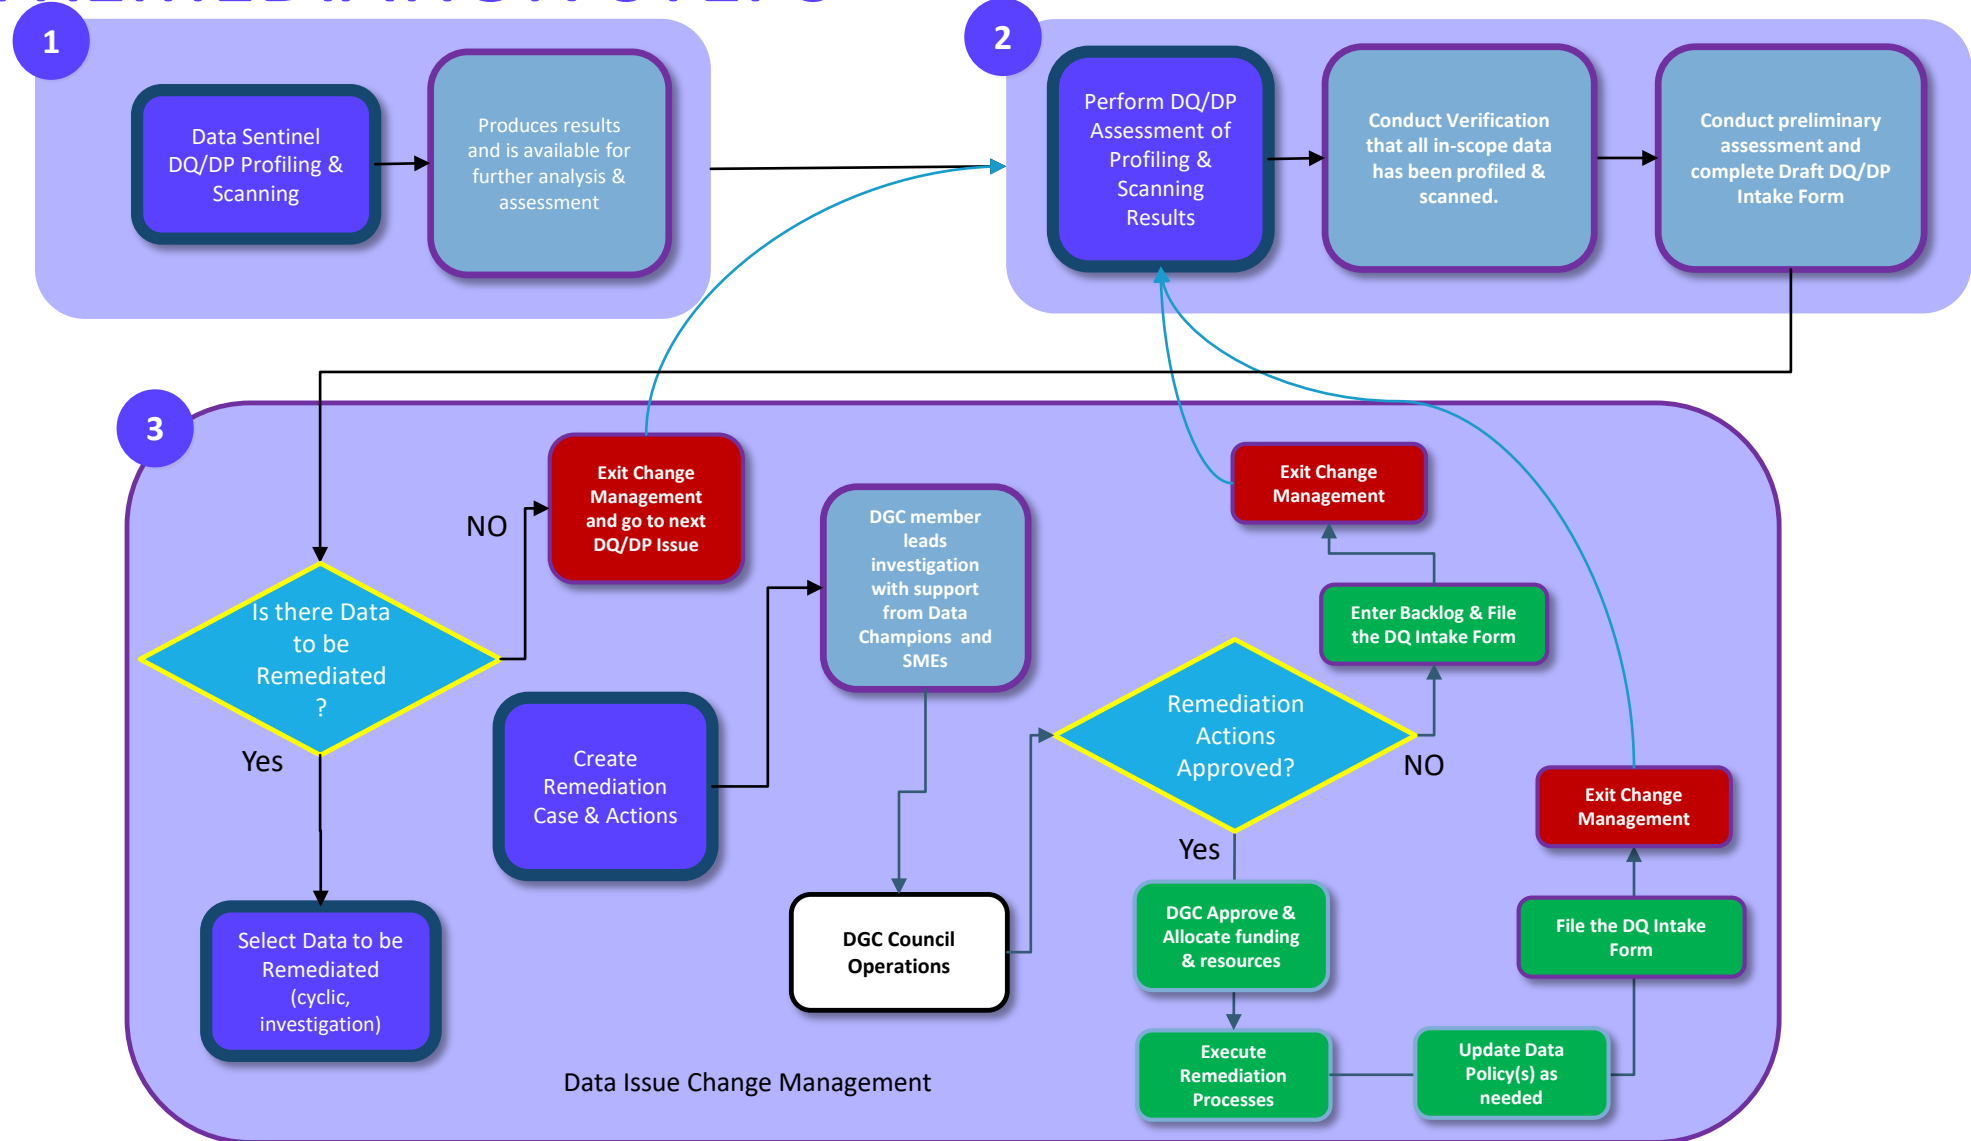 1
Data Sentinel
DQ/DP Profiling &
Scanning
Produces results
and is available for
further analysis &
assessment
2
Perform DQ/DP
Assessment of
Profiling &
Scanning
Results
Conduct Verification
that all in-scope data
has been profiled &
scanned.
Conduct preliminary
assessment and
complete Draft DQ/DP
Intake Form
3
Is there Data
to be
Remediated
?
NO
Yes
Exit Change
Management
and go to next
DQ/DP Issue
Select Data to be
Remediated
(cyclic,
investigation)
Create
Remediation
Case & Actions
DGC member
leads
investigation
with support
from Data
Champions and
SMEs
DGC Council
Operations
Remediation
Actions
Approved?
NO
Yes
Enter Backlog & File
the DQ Intake Form
Exit Change
Management
DGC Approve &
Allocate funding
& resources
Execute
Remediation
Processes
Update Data
Policy(s) as
needed
File the DQ Intake
Form
Exit Change
Management
Data Issue Change Management